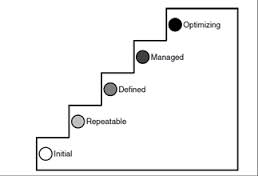 Optimizing
Managed
Defined
Repeatable
Initial